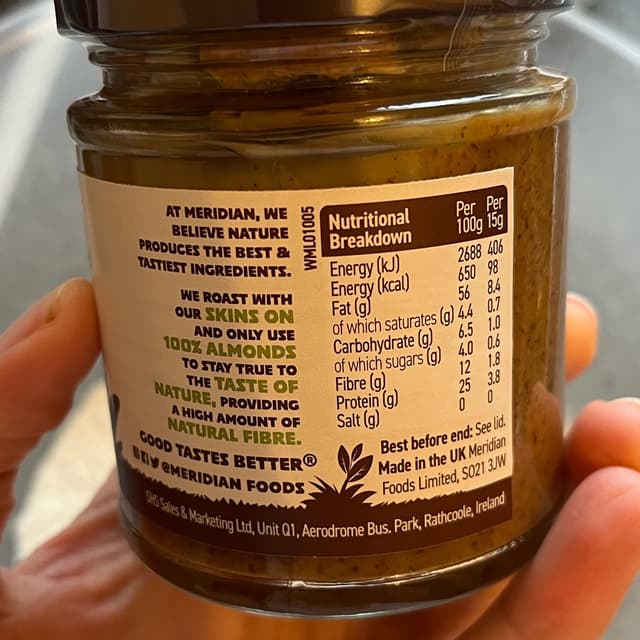 AT MERIDIAN, WE
BELIEVE NATURE
PRODUCES THE BEST &
TASTIEST INGREDIENTS.
WE ROAST WITH
OUR SKINS ON
AND ONLY USE
100% ALMONDS
TO STAY TRUE TO
THE TASTE OF
NATURE, PROVIDING
A HIGH AMOUNT OF
NATURAL FIBRE.
GOOD TASTES BETTER®
@MERIDIAN FOODS
WML01005
Nutritional Breakdown Per 100g Per 15g
Energy (kJ) 2688 406
Energy (kcal) 650 98
Fat (g) 56 8.4
of which saturates (g) 4.4 0.7
Carbohydrate (g) 6.5 1.0
of which sugars (g) 4.0 0.6
Fibre (g) 12 1.8
Protein (g) 25 3.8
Salt (g) 0 0
Best before end: See lid.
Made in the UK Meridian
Foods Limited, SO21 3JW
SHS Sales & Marketing Ltd, Unit Q1, Aerodrome Bus. Park, Rathcoole, Ireland